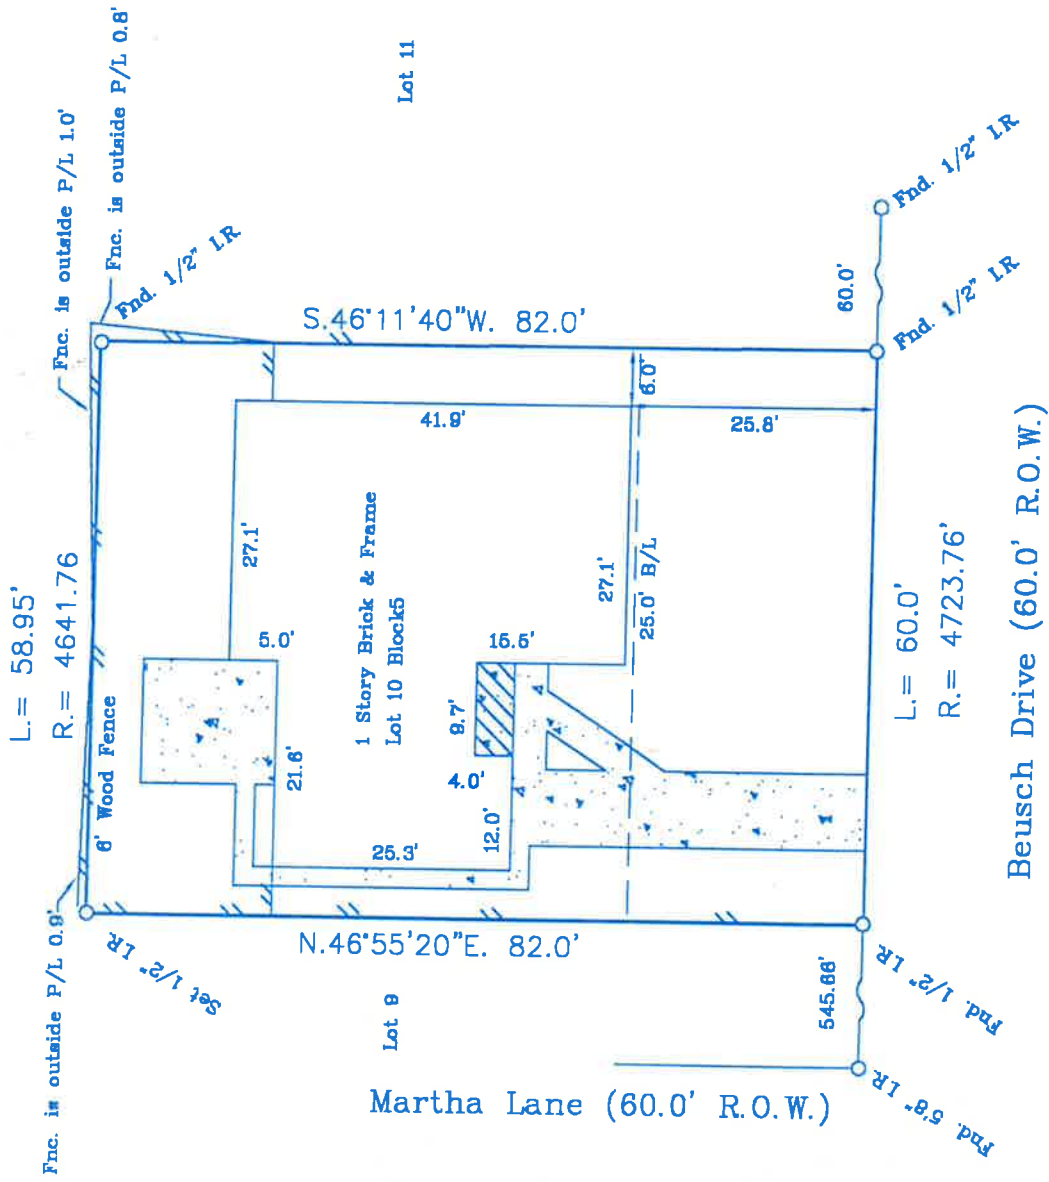 L.= 58.95'
R.= 4641.76
Fnc. is outside P/L 1.0'
Fnc. is outside P/L 0.8'
Fnc. is outside P/L 0.9'
Fnd. 1/2" I.R.
Set 1/2" I.R.
6' Wood Fence
Lot 11
S.46°11'40"W. 82.0'
27.1'
41.9'
5.0'
21.6'
1 Story Brick & Frame
Lot 10 Block5
25.3'
9.7'
15.5'
4.0'
12.0'
27.1'
6.0'
25.0' B/L
25.8'
N.46°55'20"E. 82.0'
Lot 9
60.0'
Fnd. 1/2" I.R.
Fnd. 1/2" I.R.
545.66'
Fnd. 1/2" I.R.
Fnd. 5'8" I.R.
L.= 60.0'
R.= 4723.76'
Martha Lane (60.0' R.O.W.)
Beusch Drive (60.0' R.O.W.)